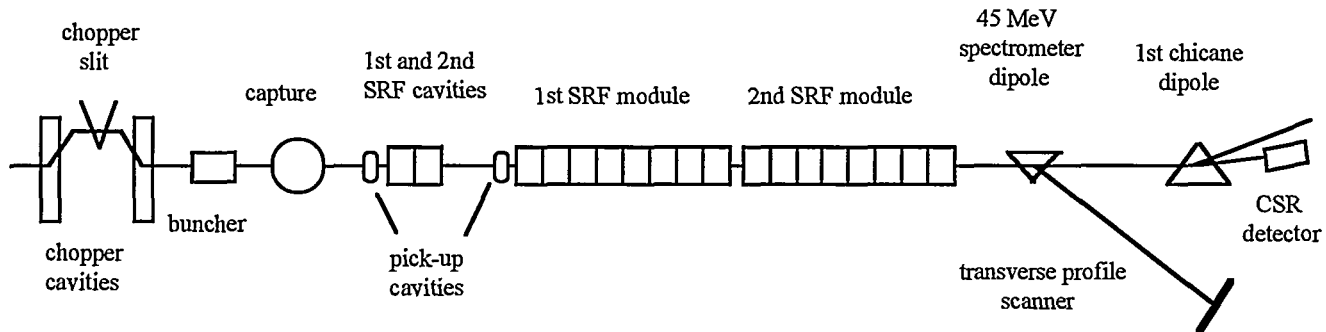 chopper
slit
1st and 2nd
SRF cavities
capture
1st SRF module
2nd SRF module
45 MeV
spectrometer
dipole
1st chicane
dipole
buncher
chopper
cavities
pick-up
cavities
transverse profile
scanner
CSR
detector